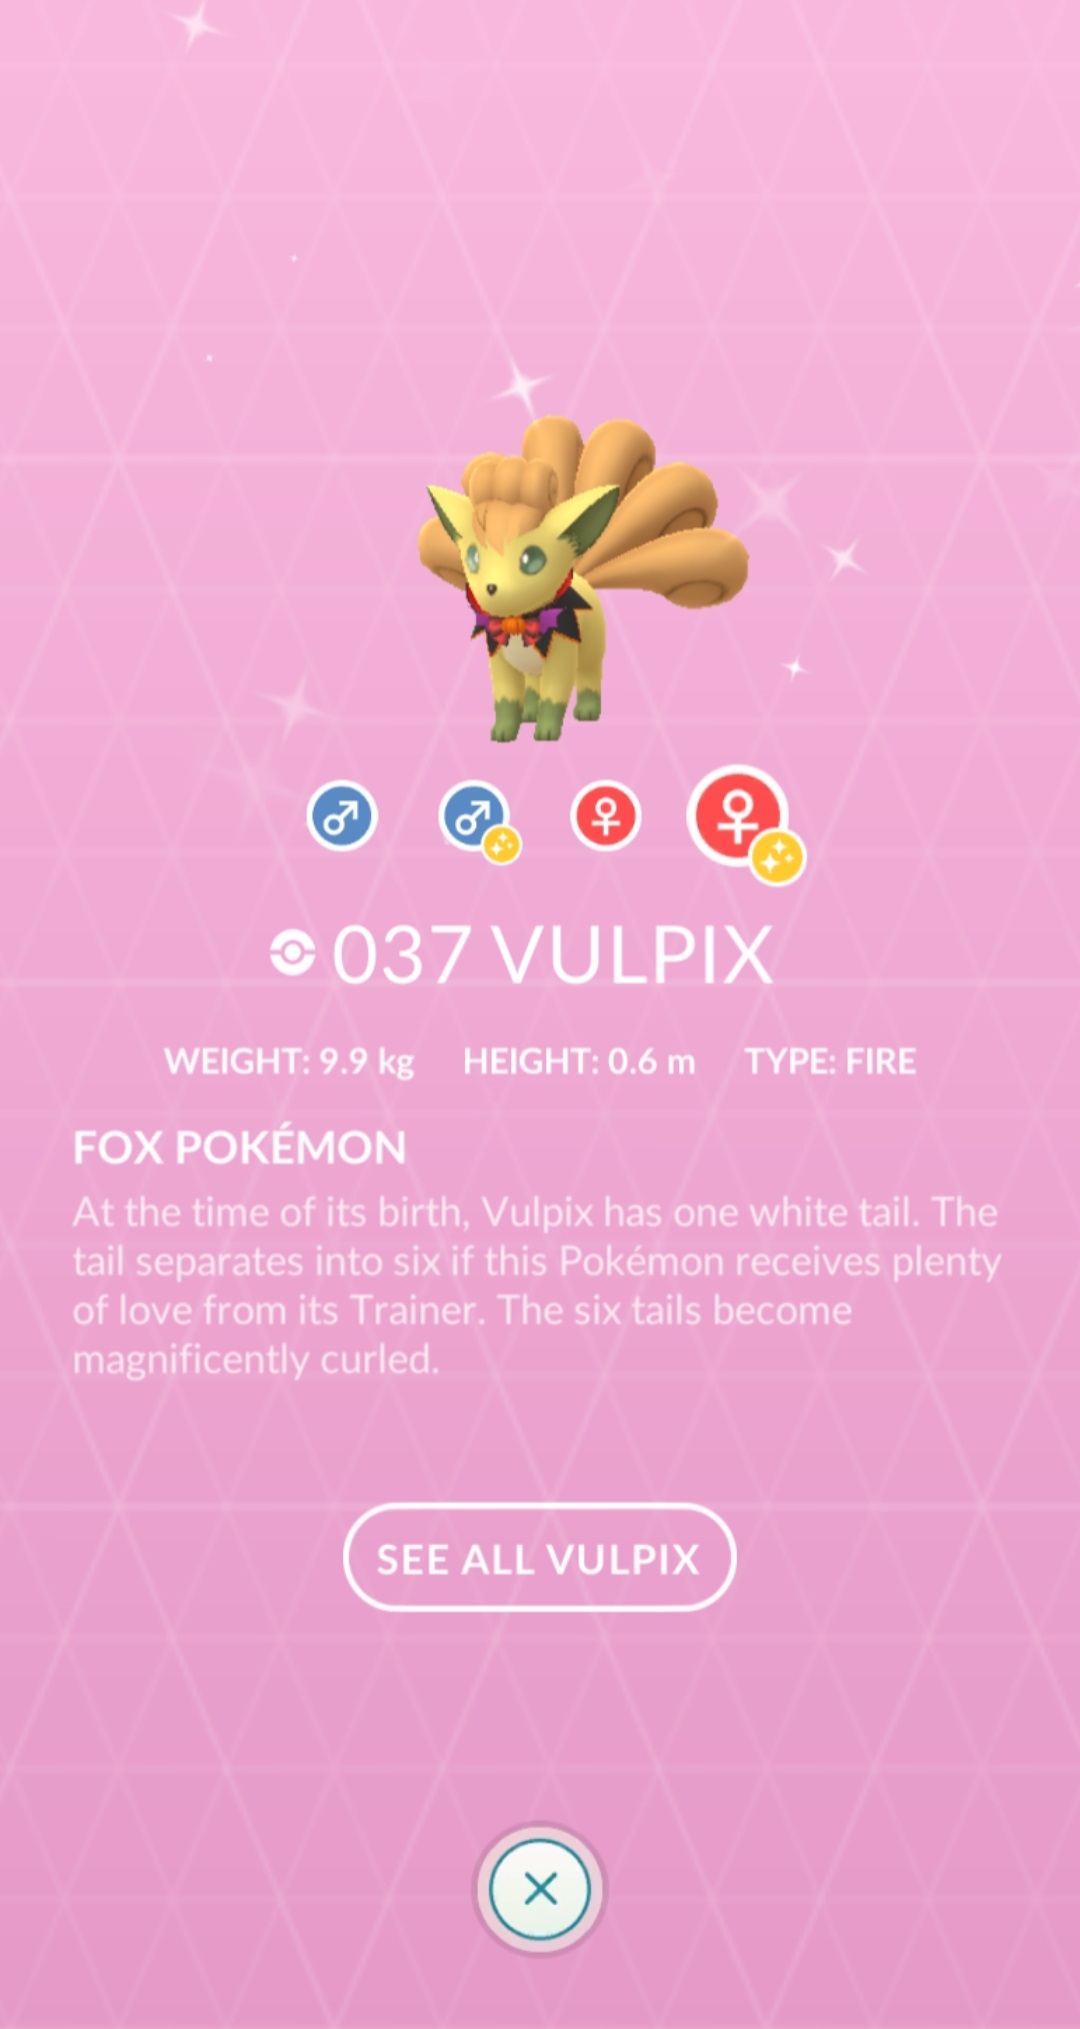 037 VULPIX
WEIGHT: 9.9 kg HEIGHT: 0.6 m TYPE: FIRE
FOX POKÉMON
At the time of its birth, Vulpix has one white tail. The
tail separates into six if this Pokémon receives plenty
of love from its Trainer. The six tails become
magnificently curled.
SEE ALL VULPIX